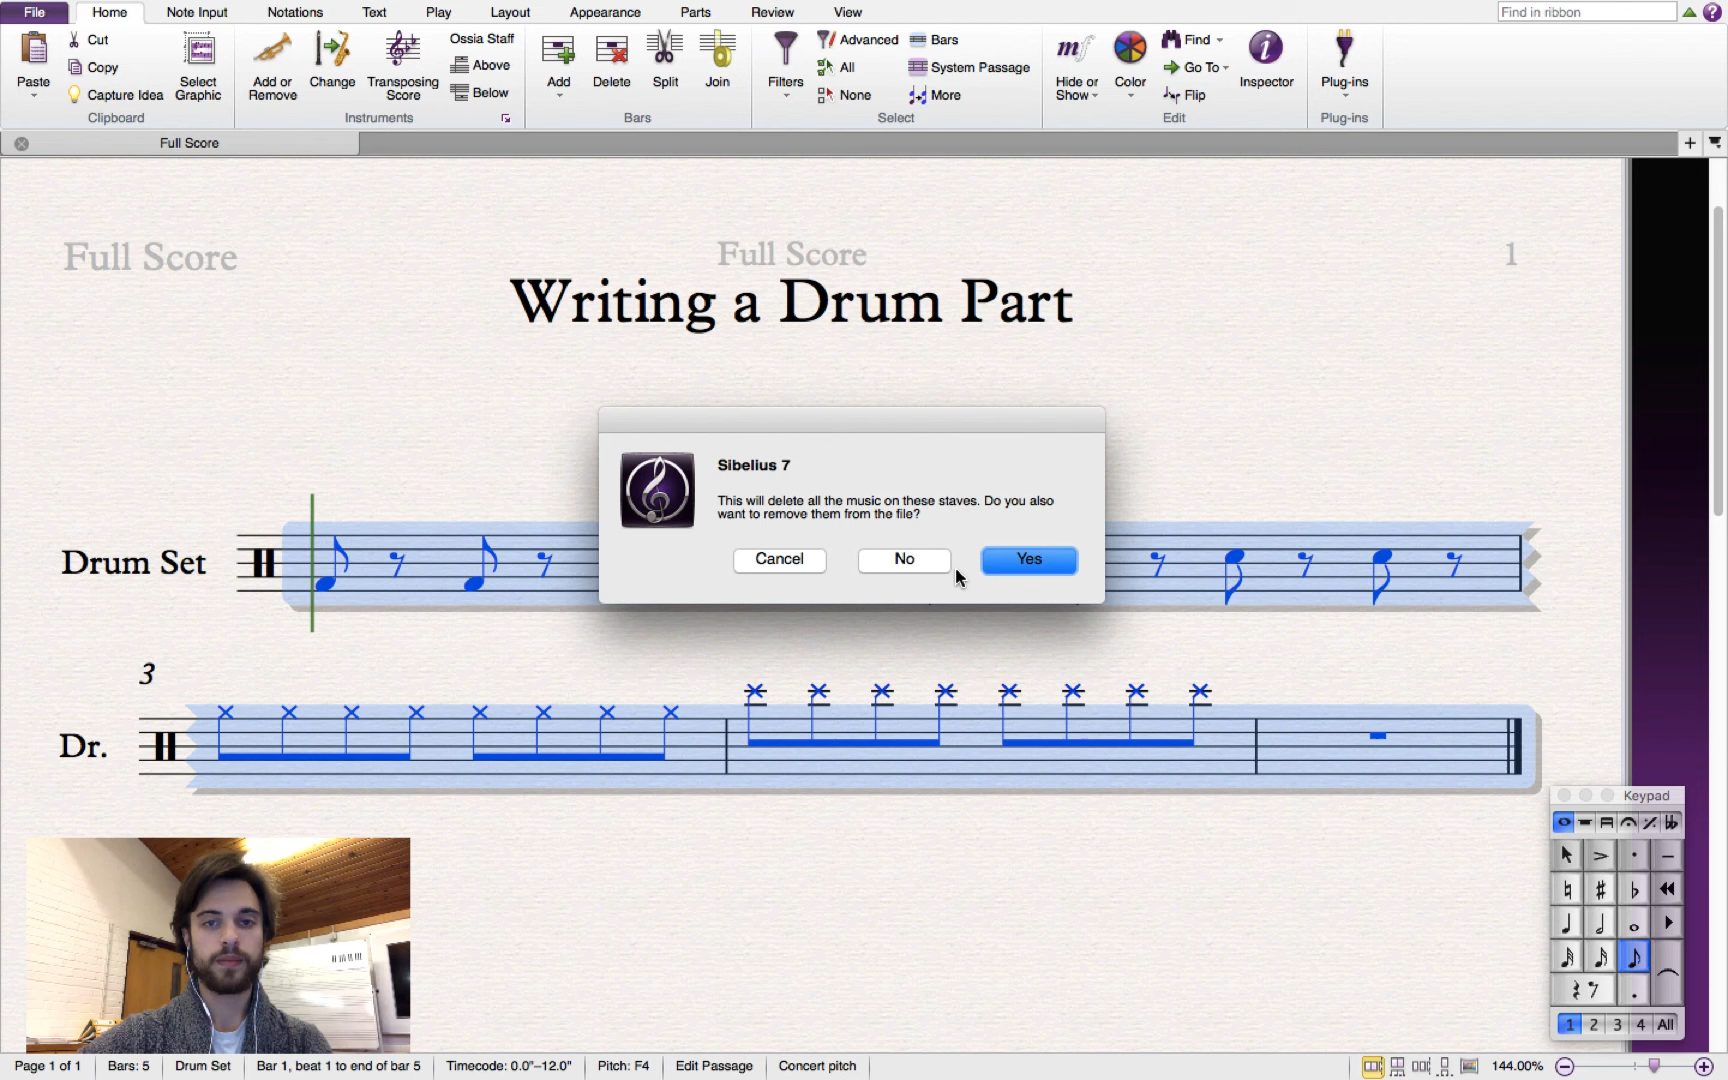 File Home Note Input Notations Text Play Layout Appearance Parts Review View Find in ribbon ?
Cut Ossia Staff Advanced Bars Find
Copy Above All System Passage Go To
Capture Idea Below None More Flip
Paste Select Graphic Add or Remove Change Transposing Score Add Delete Split Join Filters Hide or Show Color Inspector Plug-ins
Clipboard Instruments Bars Select Edit Plug-ins
Full Score
Full Score Full Score 1
Writing a Drum Part
Sibelius 7
This will delete all the music on these staves. Do you also
want to remove them from the file?
Cancel No Yes
Drum Set
3
Dr.
Keypad
1 2 3 4 All
Page 1 of 1 Bars: 5 Drum Set Bar 1, beat 1 to end of bar 5 Timecode: 0.0"–12.0" Pitch: F4 Edit Passage Concert pitch 144.00%